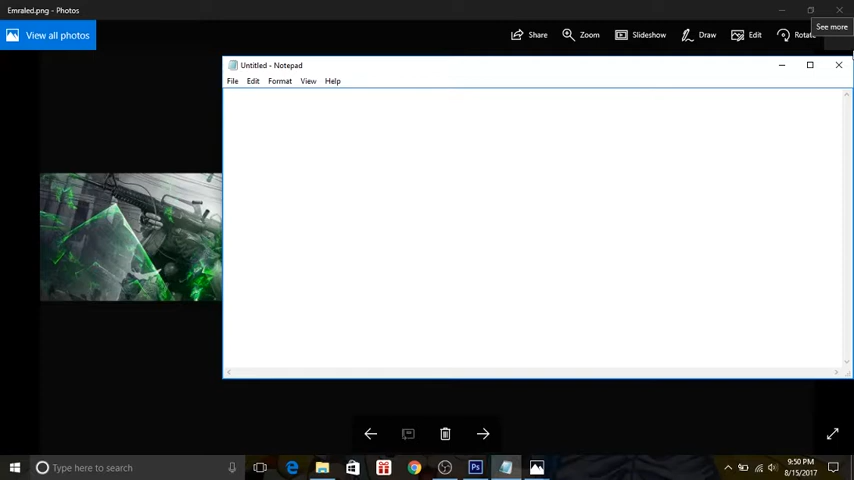 Emraled.png - Photos
See more
View all photos
Share
Zoom
Slideshow
Draw
Edit
Rotate
Untitled - Notepad
File Edit Format View Help
Type here to search
Ps
9:50 PM
8/15/2017